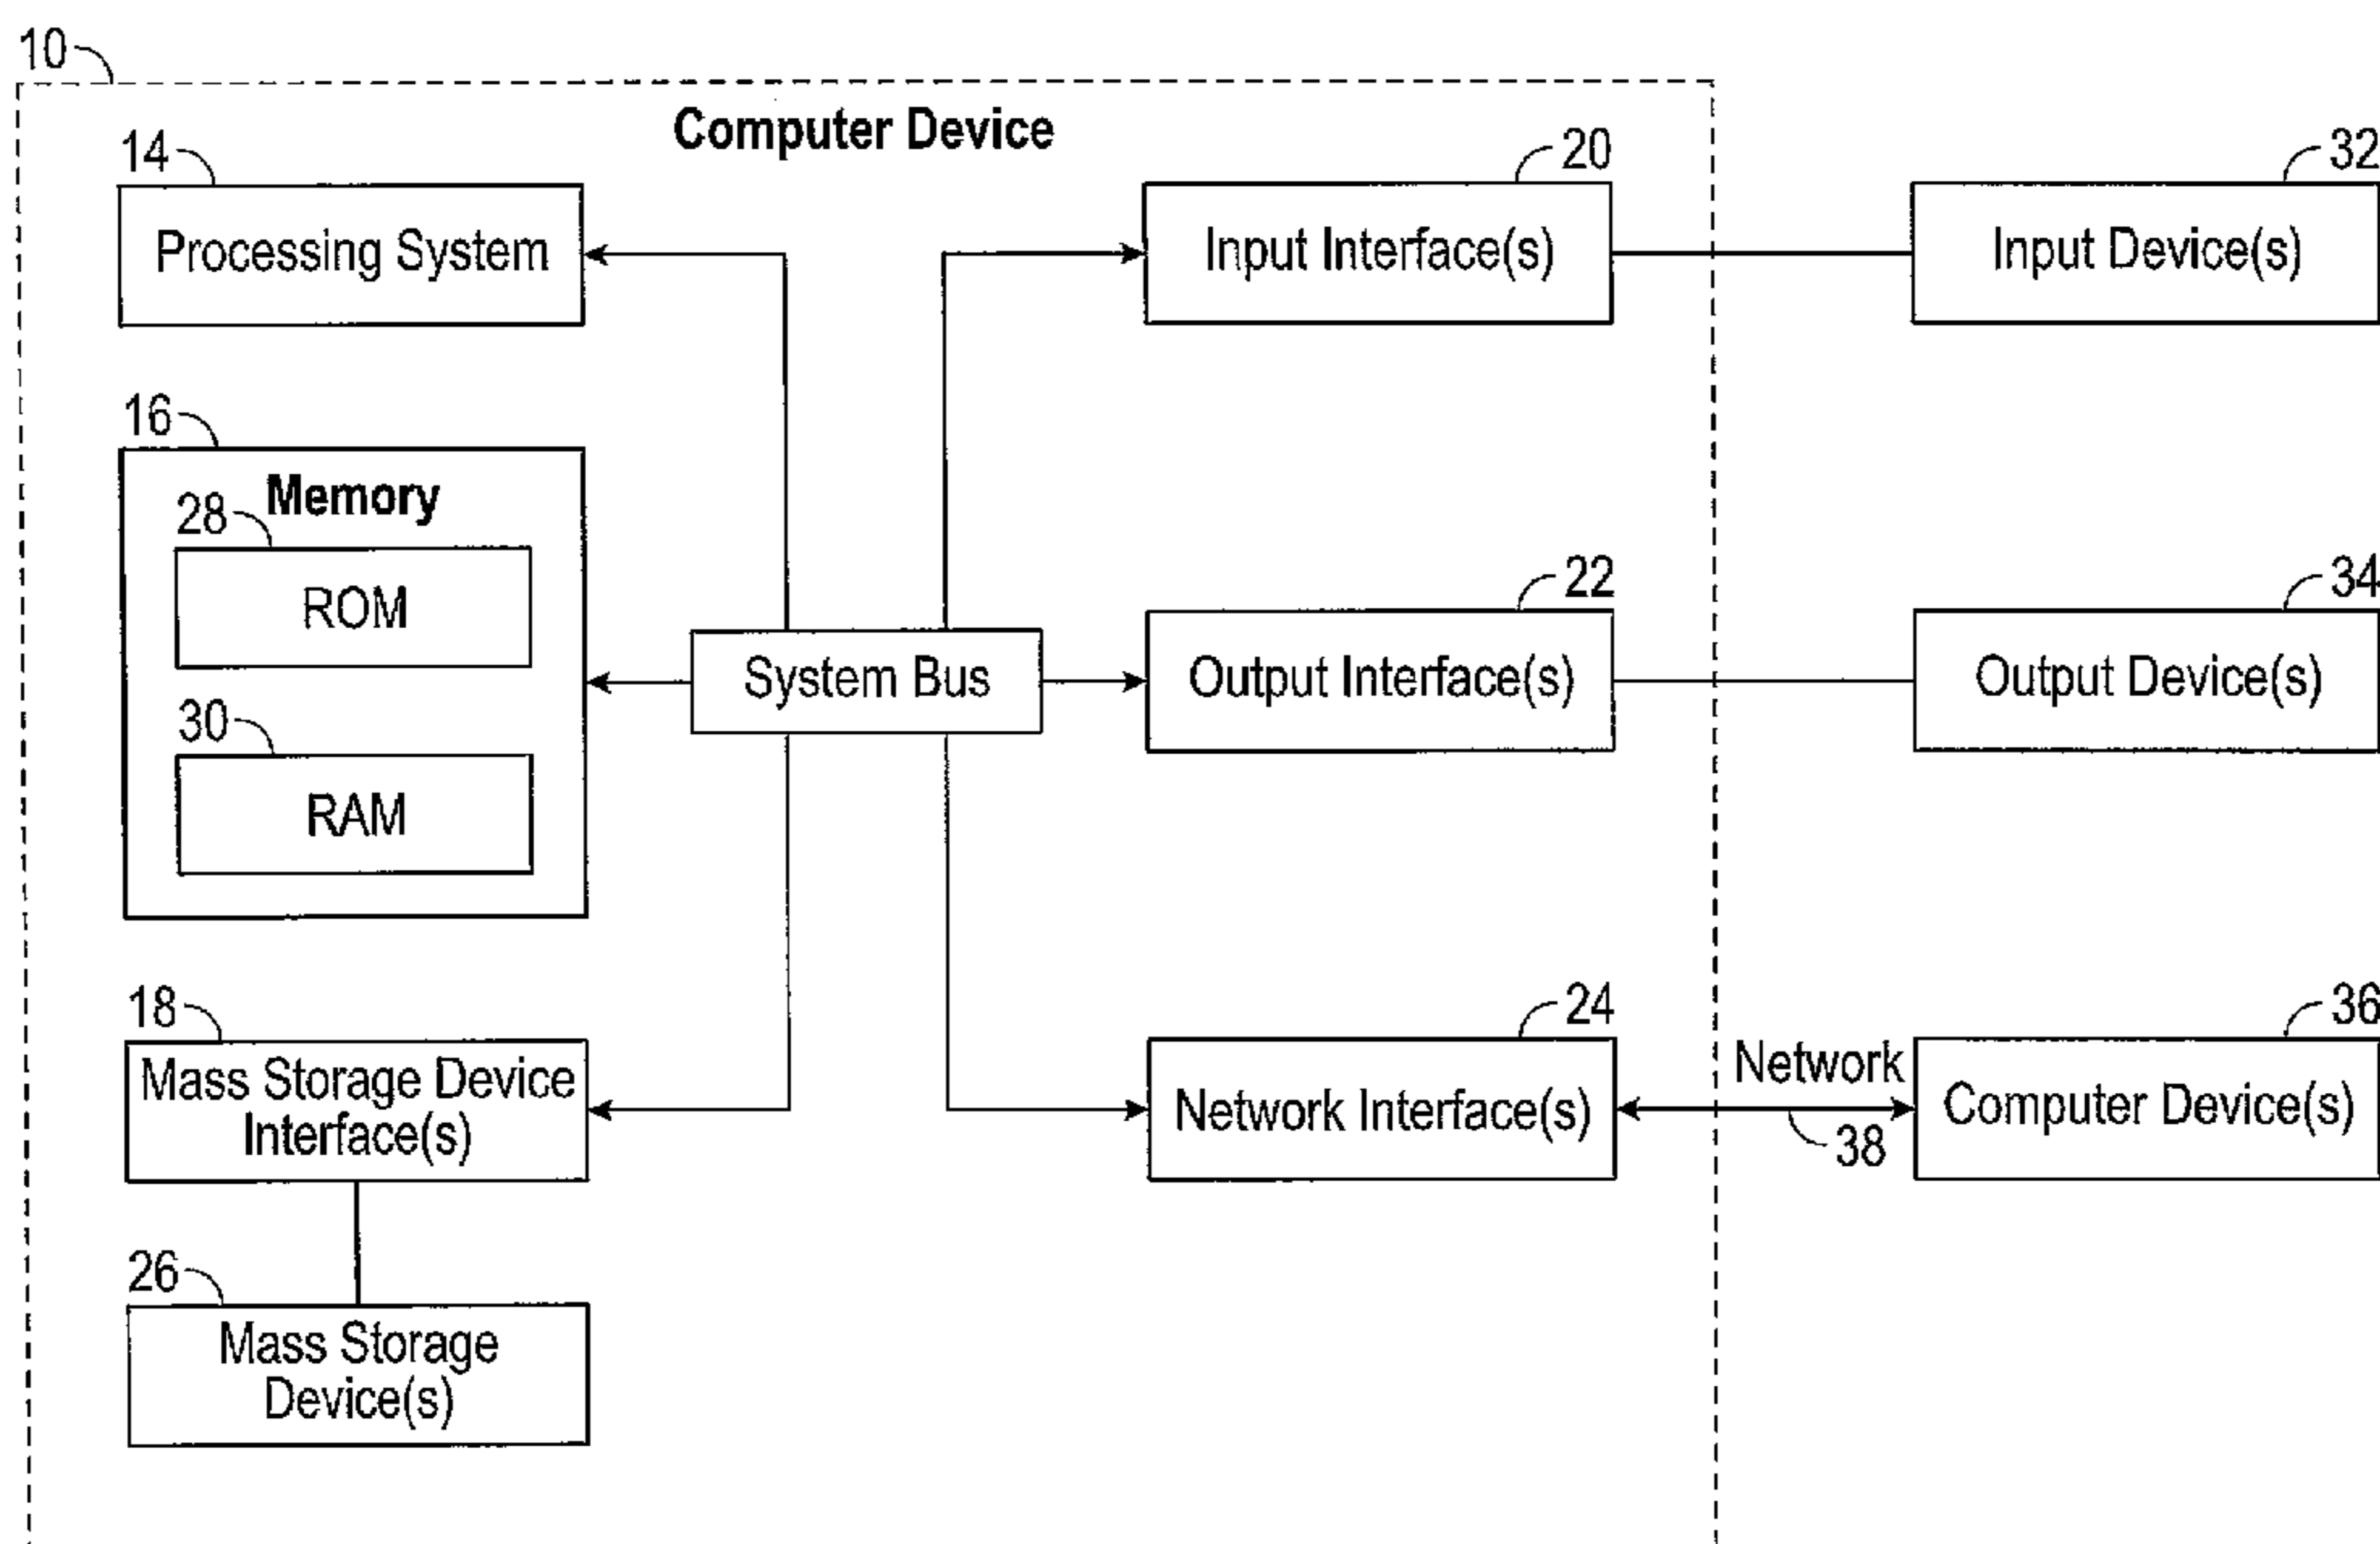 10
Computer Device
14
20
32
Processing System
Input Interface(s)
Input Device(s)
16
Memory
28
ROM
22
34
System Bus
Output Interface(s)
Output Device(s)
30
RAM
18
24
36
Mass Storage Device
Interface(s)
Network Interface(s)
Network
38
Computer Device(s)
26
Mass Storage
Device(s)